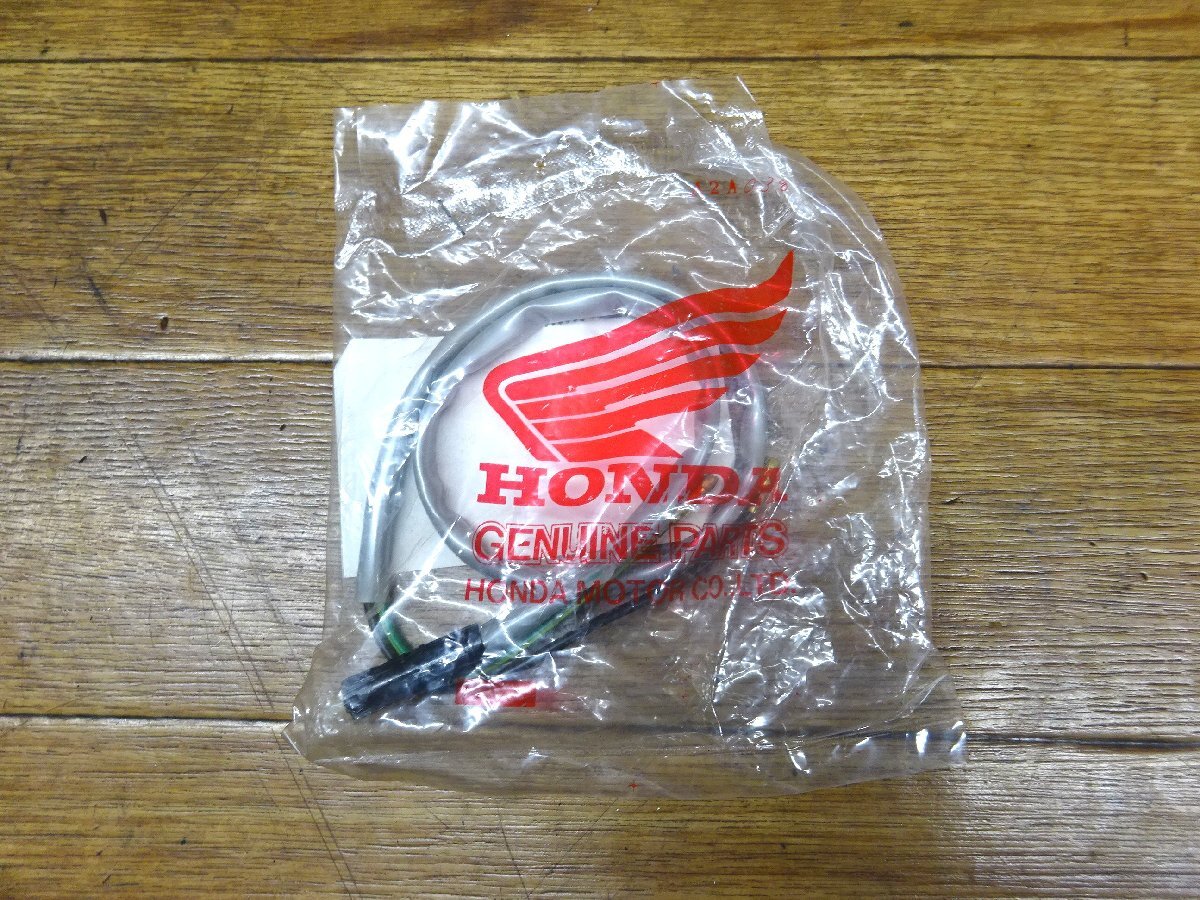 HONDA
GENUINE PARTS
HONDA MOTOR CO., LTD.